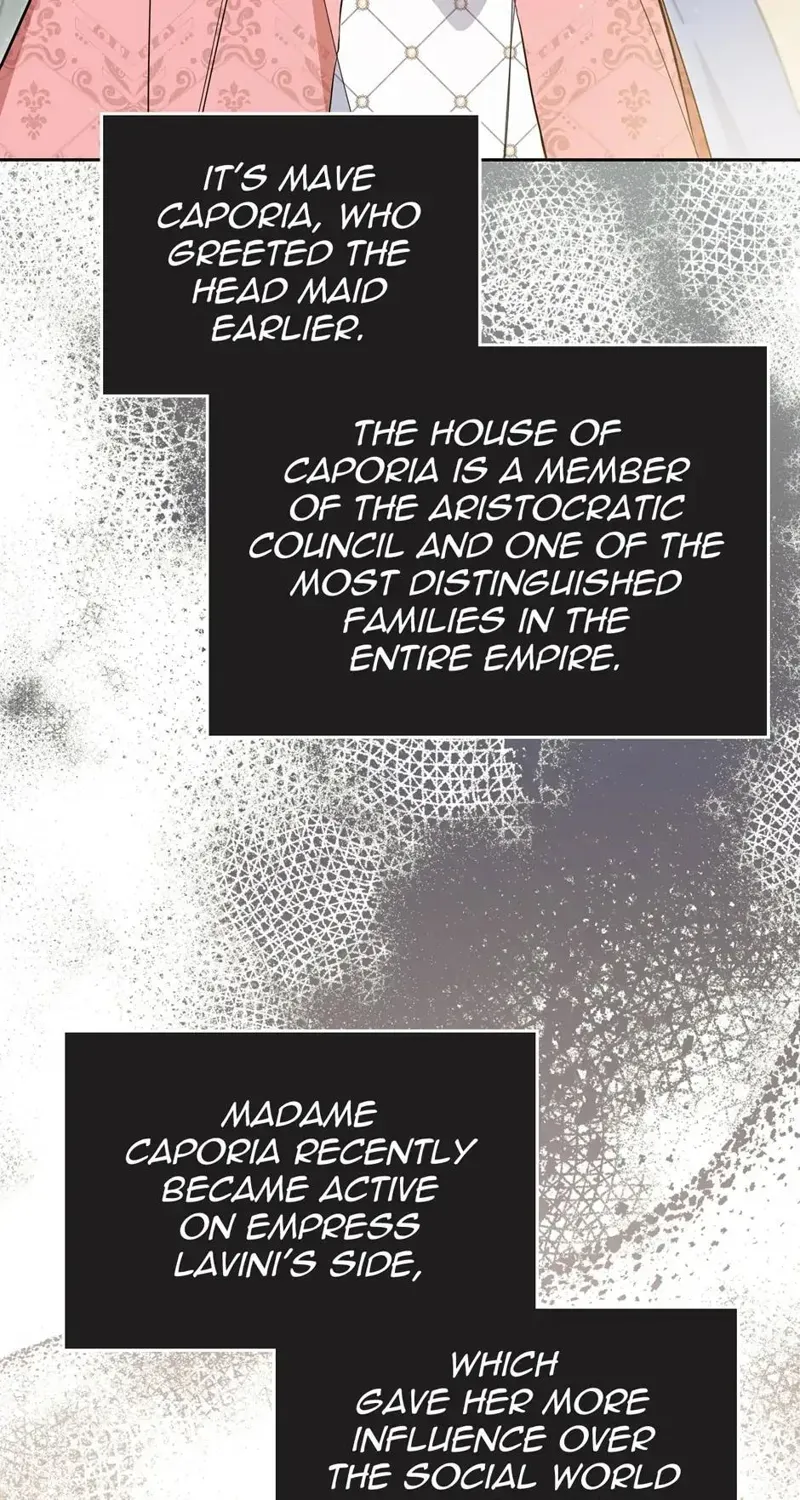 IT'S MAVE
CAPORIA, WHO
GREETED THE
HEAD MAID
EARLIER.
THE HOUSE OF
CAPORIA IS A MEMBER
OF THE ARISTOCRATIC
COUNCIL AND ONE OF THE
MOST DISTINGUISHED
FAMILIES IN THE
ENTIRE EMPIRE.
MADAME
CAPORIA RECENTLY
BECAME ACTIVE
ON EMPRESS
LAVINI'S SIDE,
WHICH
GAVE HER MORE
INFLUENCE OVER
THE SOCIAL WORLD